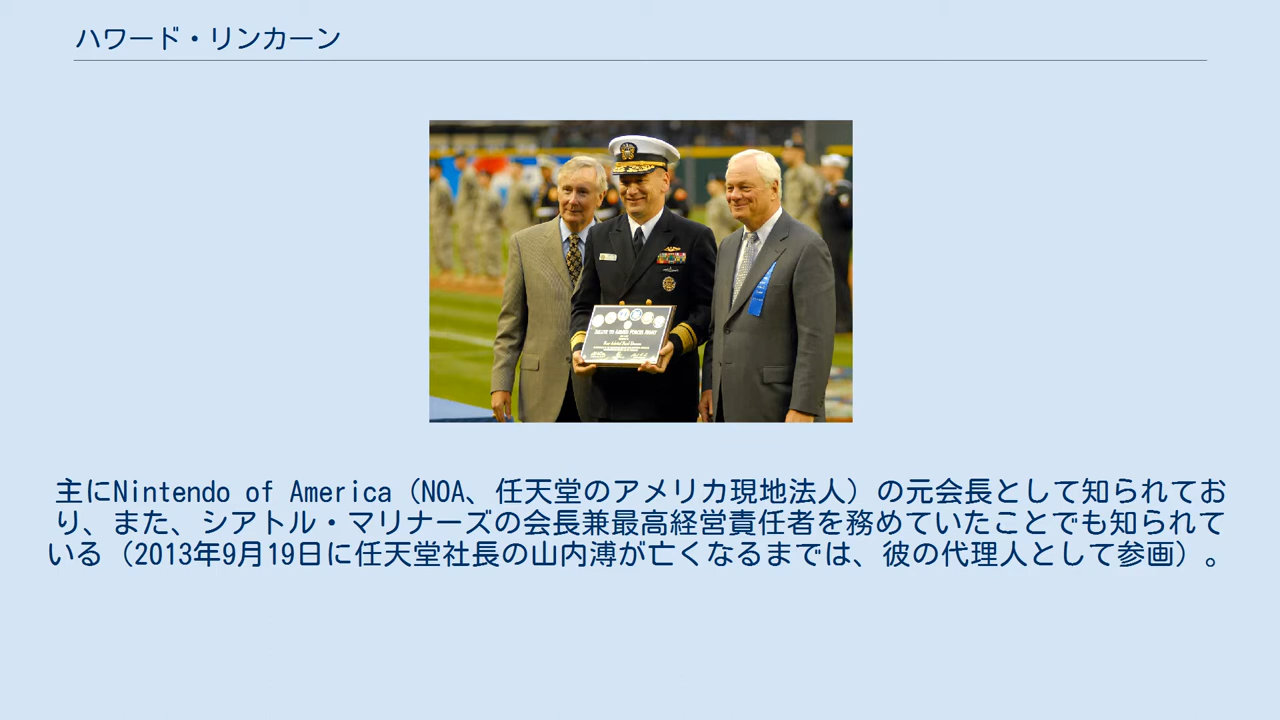 ハワード・リンカーン
SALUTE TO ARMED FORCES NIGHT
主にNintendo of America（NOA、任天堂のアメリカ現地法人）の元会長として知られてお
り、また、シアトル・マリナーズの会長兼最高経営責任者を務めていたことでも知られて
いる（2013年9月19日に任天堂社長の山内溥が亡くなるまでは、彼の代理人として参画）。